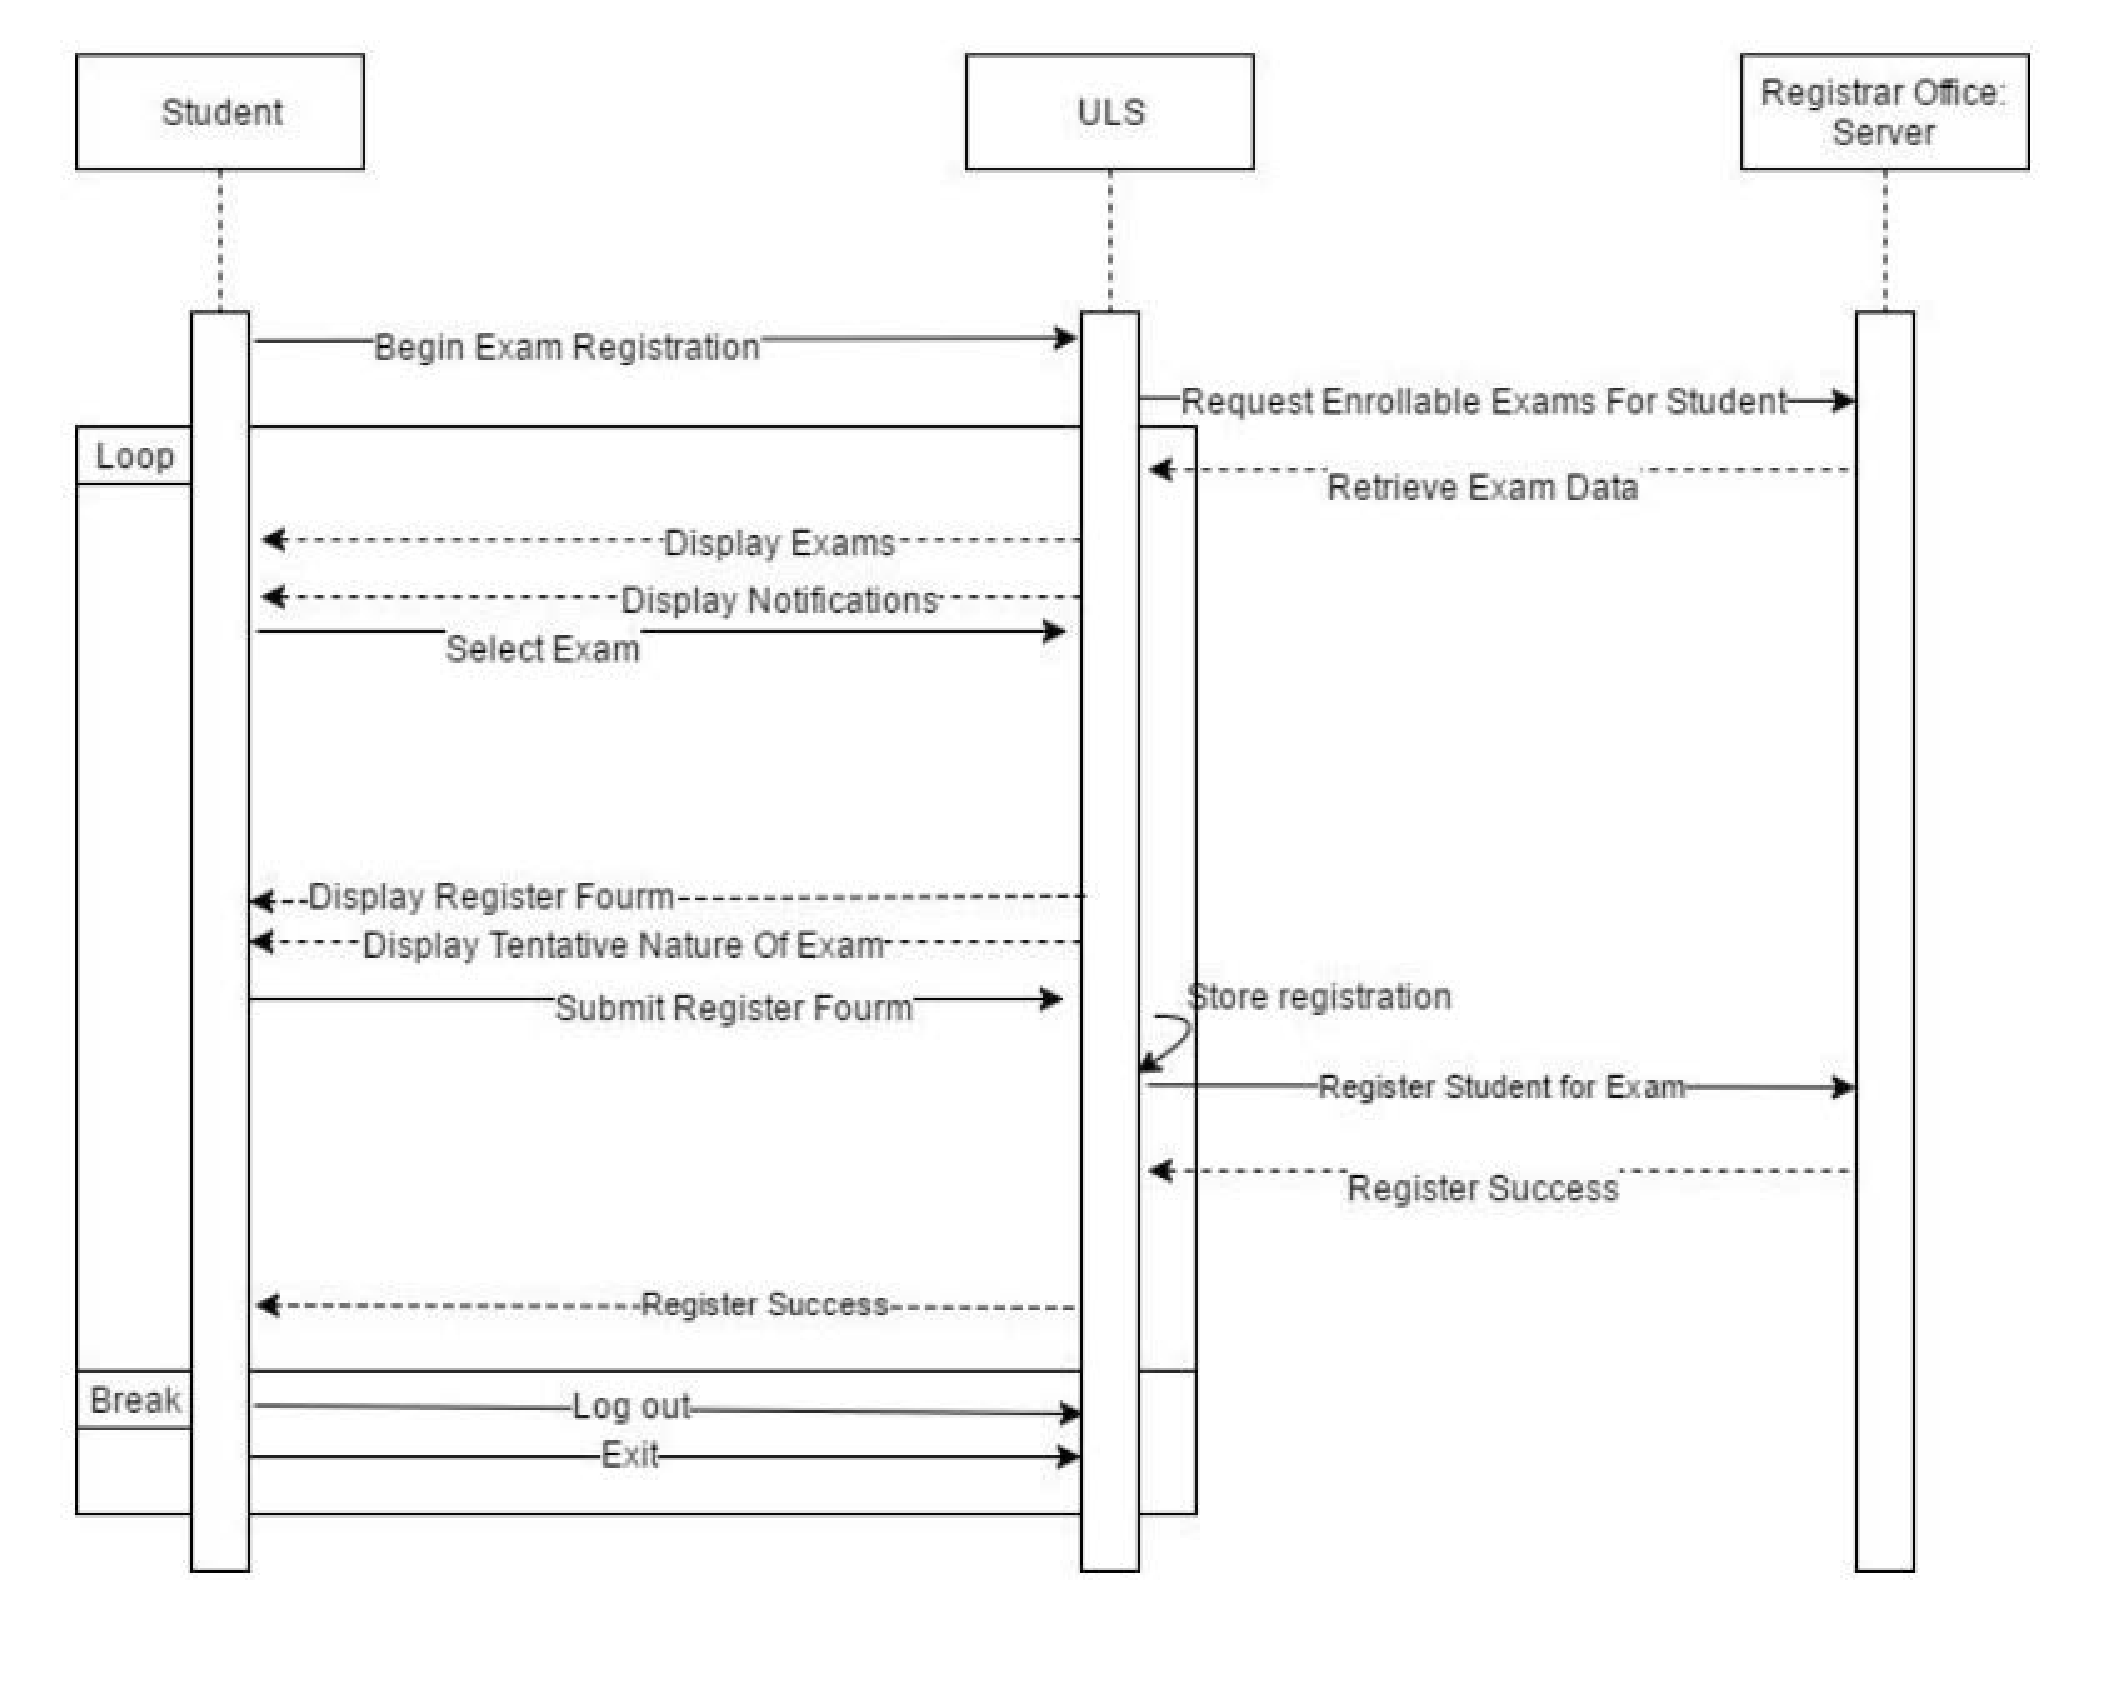 Student
ULS
Registrar Office:
Server
Begin Exam Registration
Request Enrollable Exams For Student
Loop
Retrieve Exam Data
Display Exams
Display Notifications
Select Exam
Display Register Fourm
Display Tentative Nature Of Exam
Submit Register Fourm
Store registration
Register Student for Exam
Register Success
Register Success
Break
Log out
Exit